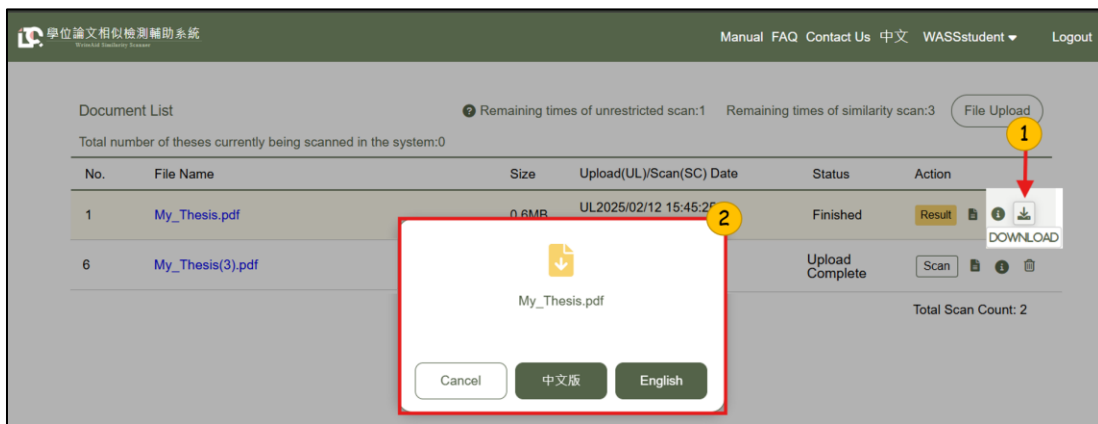 學位論文相似檢測輔助系統
Manual FAQ Contact Us 中文 WASSstudent Logout
Document List
Remaining times of unrestricted scan:1 Remaining times of similarity scan:3 File Upload
Total number of theses currently being scanned in the system:0
1
No. File Name Size Upload(UL)/Scan(SC) Date Status Action
1 My_Thesis.pdf 0.6MB UL2025/02/12 Finished Result
DOWNLOAD
2
6 My_Thesis(3).pdf Upload Complete Scan
My_Thesis.pdf
Total Scan Count: 2
Cancel 中文版 English